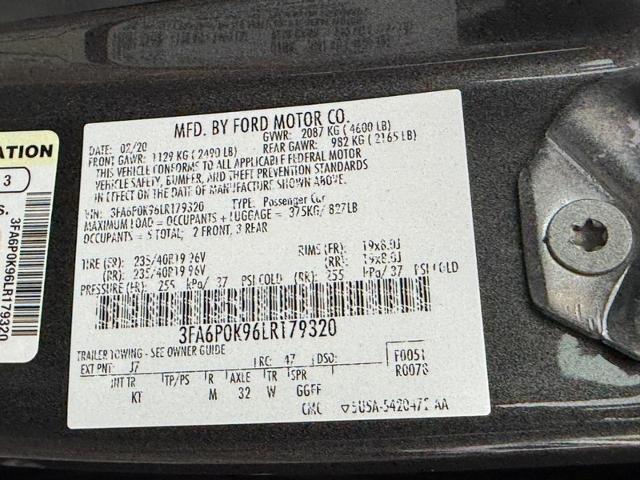 MFD. BY FORD MOTOR CO.
DATE: 02/20 GVWR: 2087 KG ( 4600 LB)
FRONT GAWR: 1129 KG ( 2490 LB) REAR GAWR: 982 KG ( 2165 LB)
THIS VEHICLE CONFORMS TO ALL APPLICABLE FEDERAL MOTOR
VEHICLE SAFETY, BUMPER, AND THEFT PREVENTION STANDARDS
IN EFFECT ON THE DATE OF MANUFACTURE SHOWN ABOVE.
VIN: 3FA6P0K96LR179320 TYPE: Passenger Car
MAXIMUM LOAD = OCCUPANTS + LUGGAGE = 375KG/ 827LB
OCCUPANTS = 5 TOTAL: 2 FRONT, 3 REAR
TIRE (FR): 235/40R19 96V RIMS (FR): 19x8.0J
(RR): 235/40R19 96V (RR): 19x8.0J
PRESSURE (FR): 255 kPa/ 37 PSI COLD (RR): 255 kPa/ 37 PSI COLD
3FA6P0K96LR179320
TRAILER TOWING - SEE OWNER GUIDE
EXT PNT: J7 RC: 47 DSO: F0051
INT TR TP/PS R AXLE TR SPR R0078
KT M 32 W GGFF
CMC 5U5A-5420472 AA
ATION
3
S.
3FA6P0K96LR179320